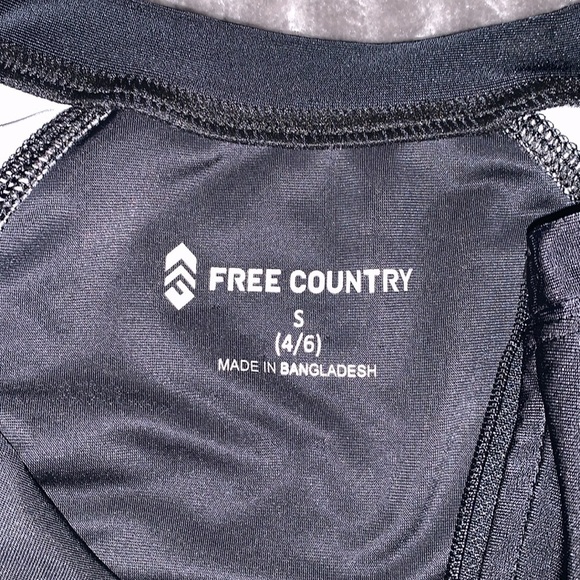 FREE COUNTRY
S
(4/6)
MADE IN BANGLADESH